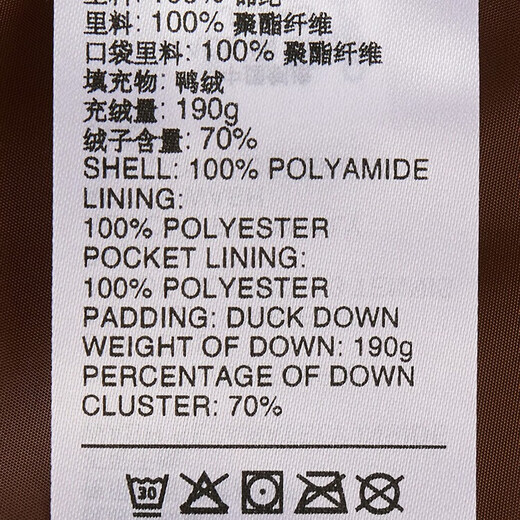 里料: 100% 聚酯纤维
口袋里料: 100% 聚酯纤维
填充物: 鸭绒
充绒量: 190g
绒子含量: 70%
SHELL: 100% POLYAMIDE
LINING:
100% POLYESTER
POCKET LINING:
100% POLYESTER
PADDING: DUCK DOWN
WEIGHT OF DOWN: 190g
PERCENTAGE OF DOWN
CLUSTER: 70%
30